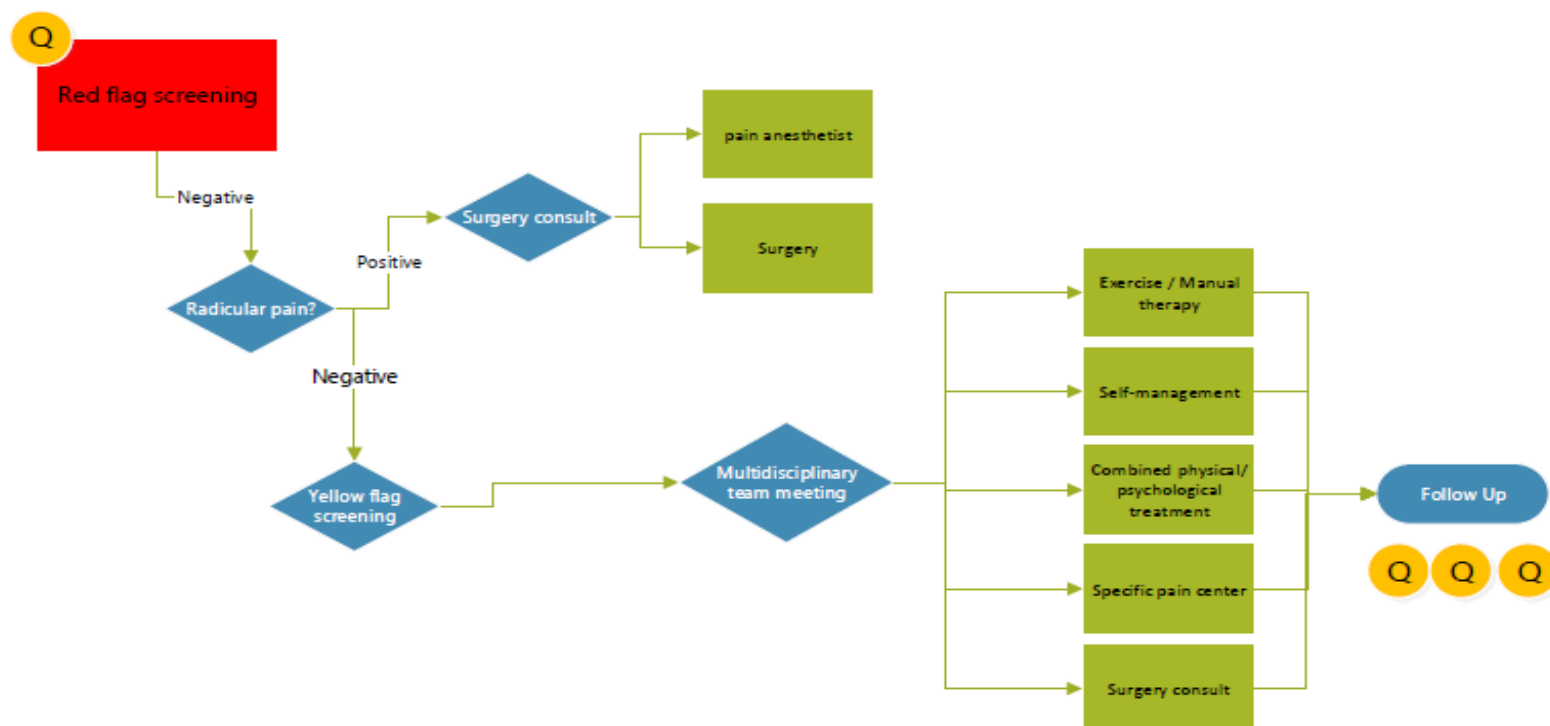 Q
Red flag screening
Negative
Radicular pain?
Positive
Negative
Surgery consult
pain anesthetist
Surgery
Yellow flag
screening
Multidisciplinary
team meeting
Exercise / Manual
therapy
Self-management
Combined physical/
psychological
treatment
Specific pain center
Surgery consult
Follow Up
Q Q Q